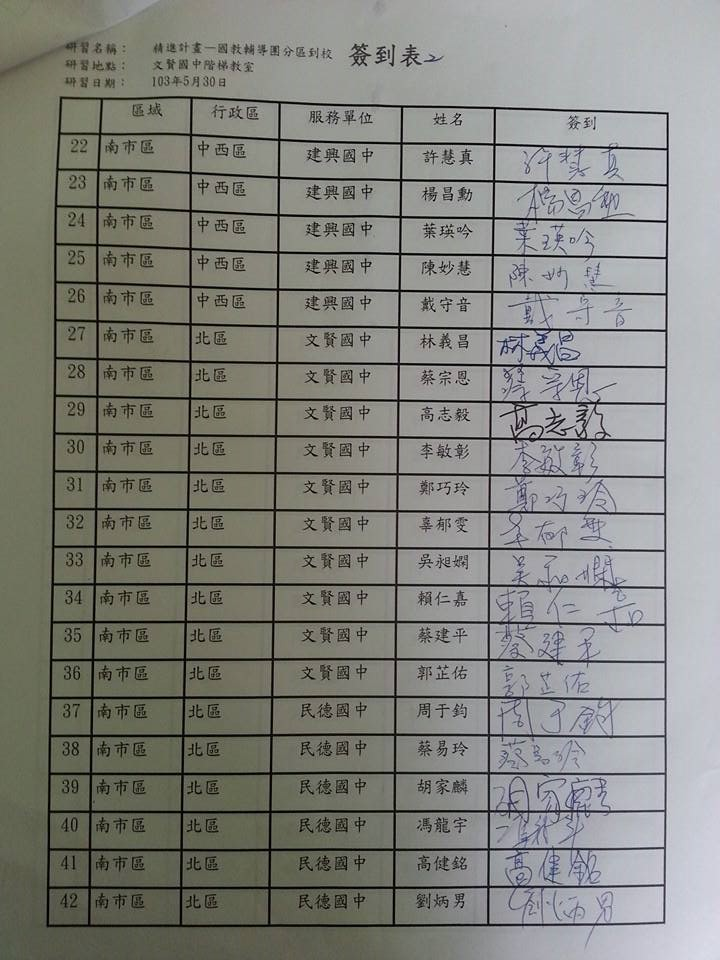 研習名稱： 精進計畫－國教輔導團分區到校 簽到表2
研習地點： 文賢國中階梯教室
研習日期： 103年5月30日
區域 行政區 服務單位 姓名 簽到
22 南市區 中西區 建興國中 許慧真 許慧真
23 南市區 中西區 建興國中 楊昌勳 楊昌勳
24 南市區 中西區 建興國中 葉瑛吟 葉瑛吟
25 南市區 中西區 建興國中 陳妙慧 陳妙慧
26 南市區 中西區 建興國中 戴守音 戴守音
27 南市區 北區 文賢國中 林義昌 林義昌
28 南市區 北區 文賢國中 蔡宗恩 蔡宗恩
29 南市區 北區 文賢國中 高志毅 高志毅
30 南市區 北區 文賢國中 李敏彰 李敏彰
31 南市區 北區 文賢國中 鄭巧玲 鄭巧玲
32 南市區 北區 文賢國中 辜郁雯 辜郁雯
33 南市區 北區 文賢國中 吳昶嫻 吳昶嫻
34 南市區 北區 文賢國中 賴仁嘉 賴仁嘉
35 南市區 北區 文賢國中 蔡建平 蔡建平
36 南市區 北區 文賢國中 郭芷佑 郭芷佑
37 南市區 北區 民德國中 周于鈞 周于鈞
38 南市區 北區 民德國中 蔡易玲 蔡易玲
39 南市區 北區 民德國中 胡家麟 胡家麟
40 南市區 北區 民德國中 馮龍宇
41 南市區 北區 民德國中 高健銘 高健銘
42 南市區 北區 民德國中 劉炳男 劉炳男